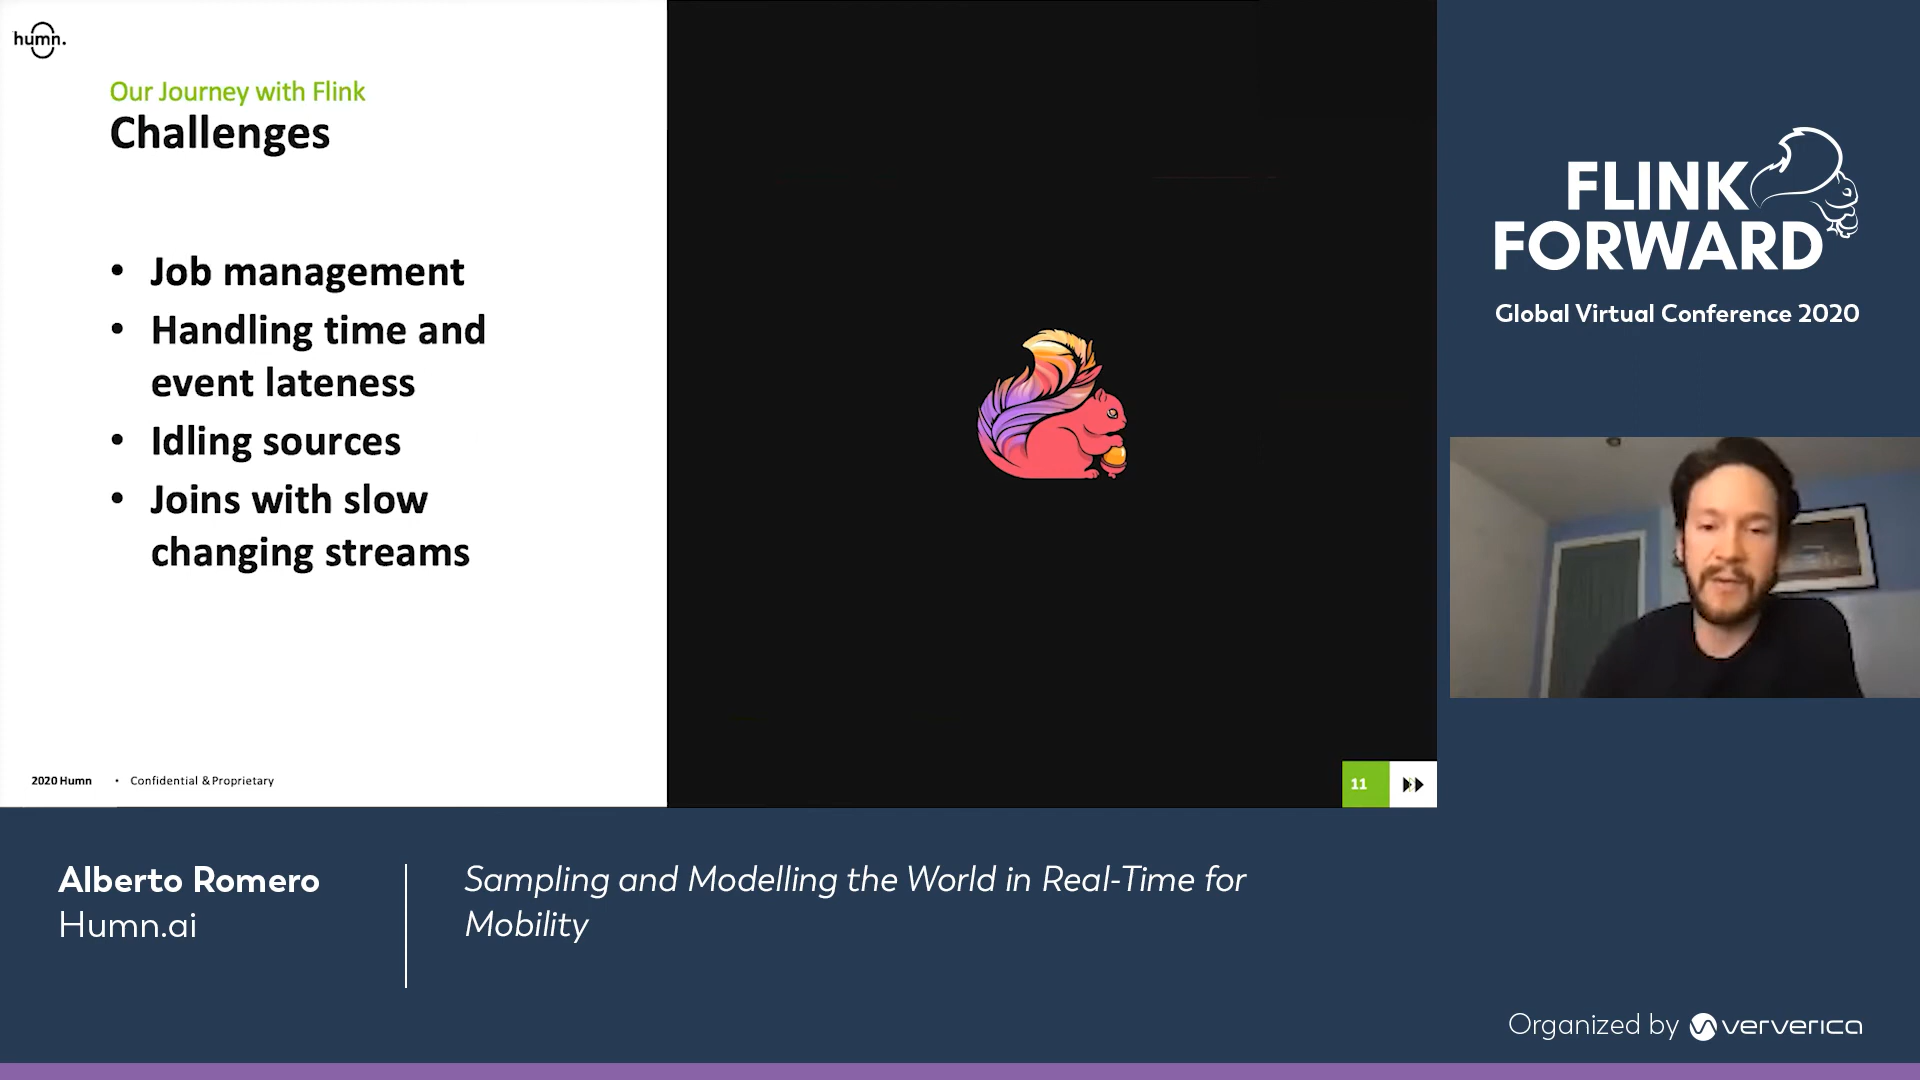 humn.
Our Journey with Flink
Challenges
• Job management
• Handling time and
event lateness
• Idling sources
• Joins with slow
changing streams
2020 Humn • Confidential & Proprietary
11
FLINK
FORWARD
Global Virtual Conference 2020
Alberto Romero
Humn.ai
Sampling and Modelling the World in Real-Time for
Mobility
Organized by ververica